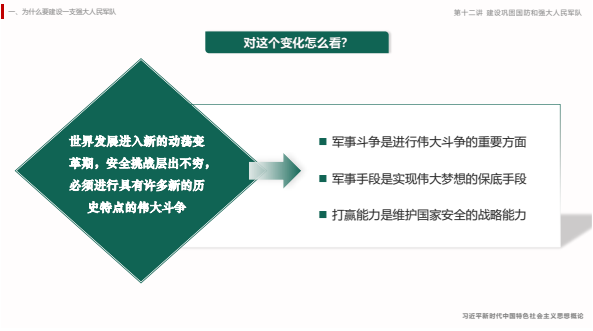 一、为什么要建设一支强大人民军队
第十二讲 建设巩固国防和强大人民军队
对这个变化怎么看？
世界发展进入新的动荡变
革期，安全挑战层出不穷，
必须进行具有许多新的历
史特点的伟大斗争
军事斗争是进行伟大斗争的重要方面
军事手段是实现伟大梦想的保底手段
打赢能力是维护国家安全的战略能力
习近平新时代中国特色社会主义思想概论